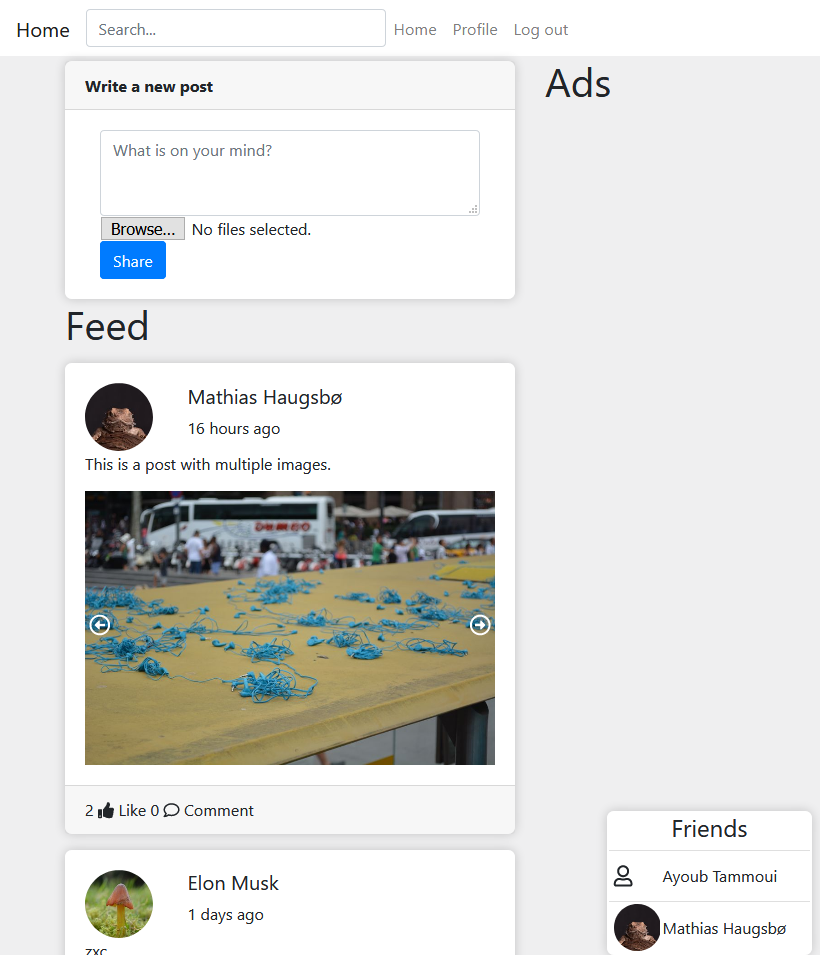 Home Search... Home Profile Log out
Write a new post
What is on your mind?
Browse... No files selected.
Share
Ads
Feed
Mathias Haugsbø
16 hours ago
This is a post with multiple images.
2 Like 0 Comment
Elon Musk
1 days ago
zxc
Friends
Ayoub Tammoui
Mathias Haugsbø